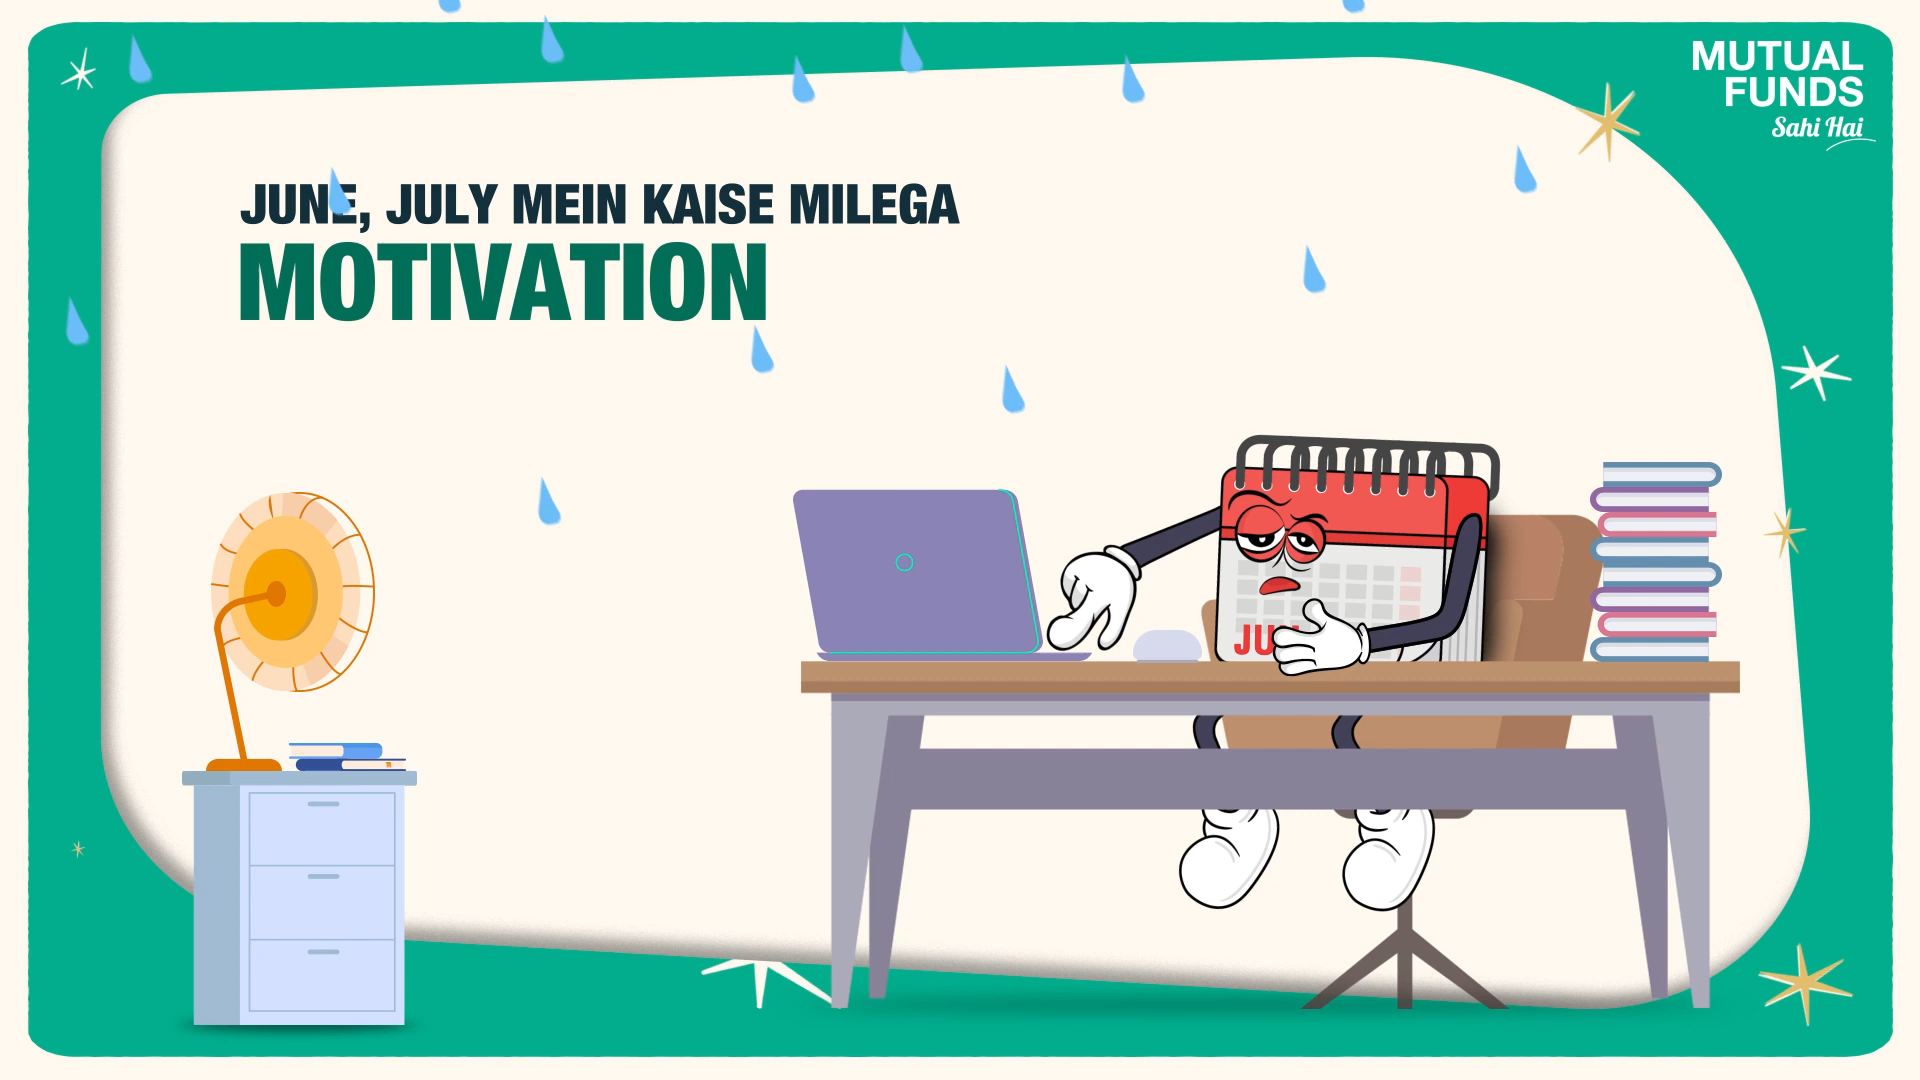 MUTUAL
FUNDS
Sahi Hai
JUNE, JULY MEIN KAISE MILEGA
MOTIVATION